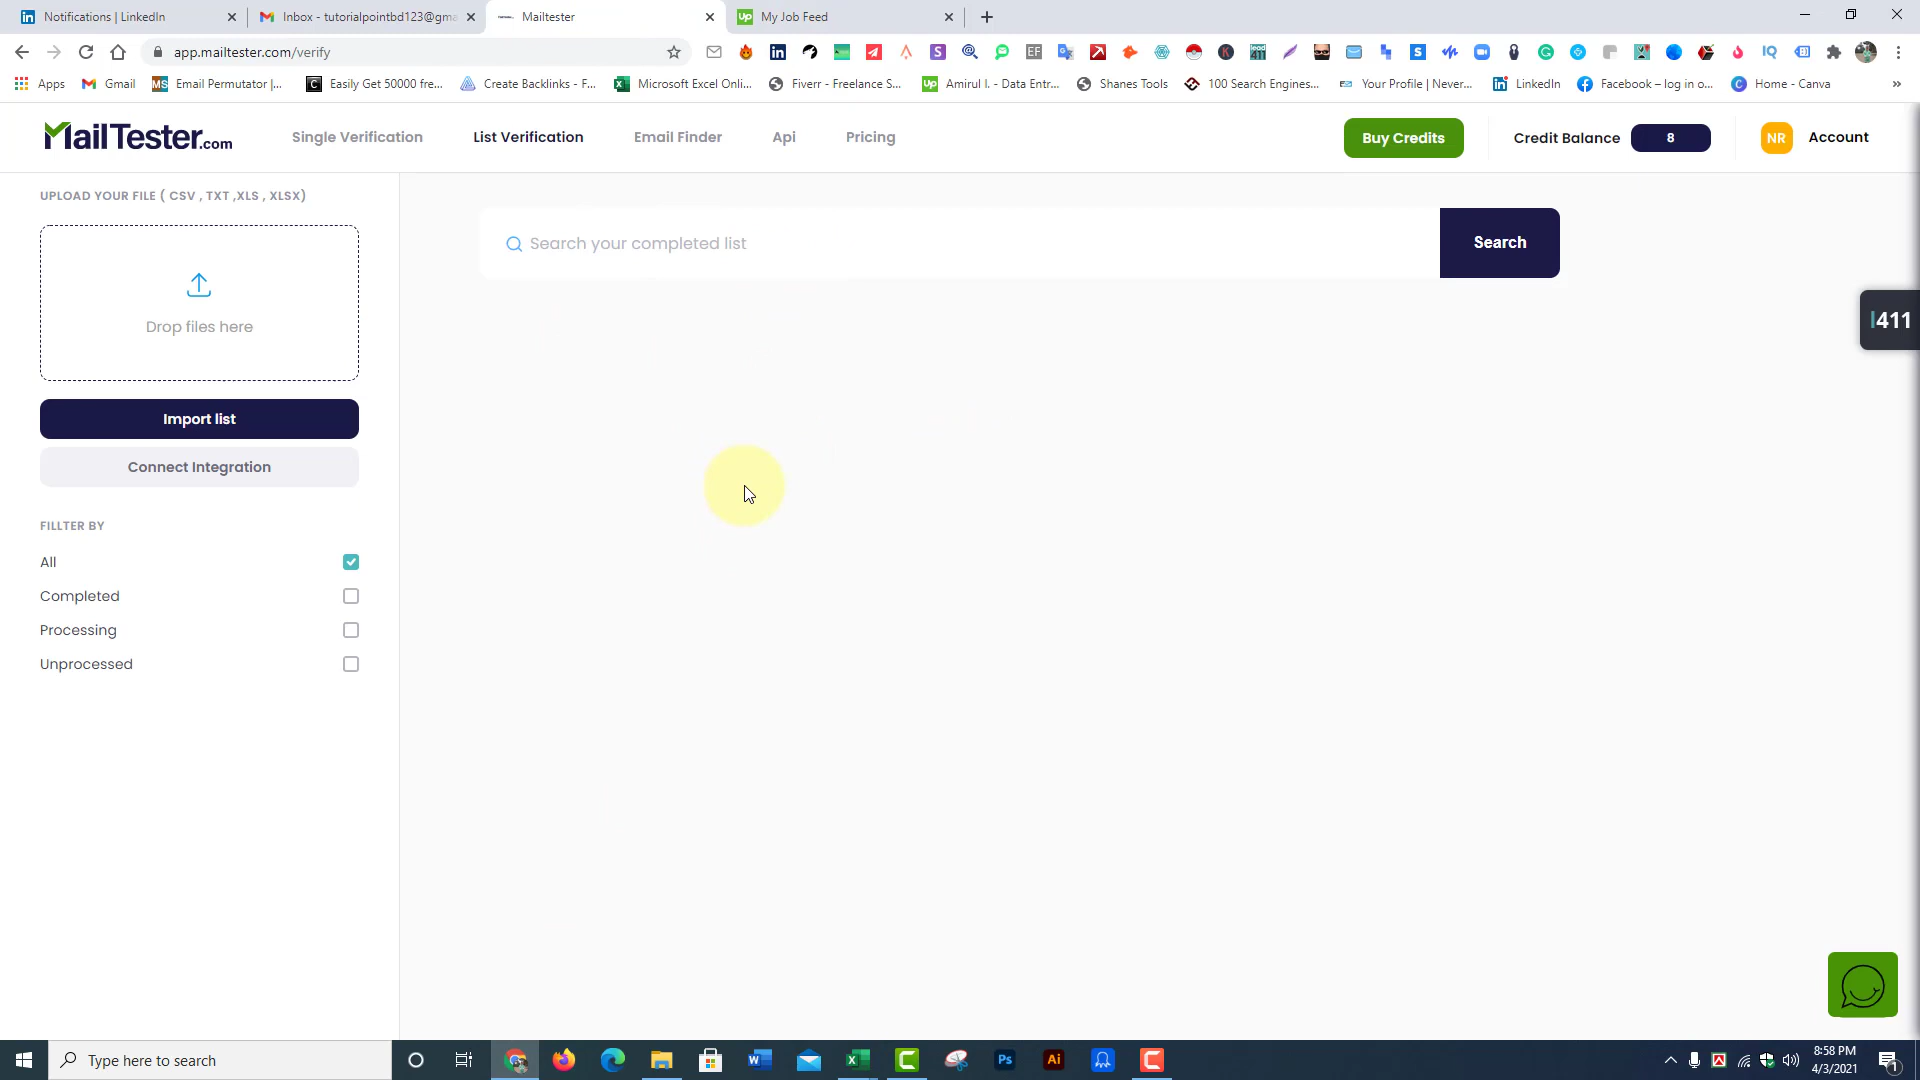 Notifications | LinkedIn
Inbox - tutorialpointbd123@gma
Mailtester
My Job Feed
app.mailtester.com/verify
Apps
Gmail
Email Permutator |...
Easily Get 50000 fre...
Create Backlinks - F...
Microsoft Excel Onli...
Fiverr - Freelance S...
Amirul I. - Data Entr...
Shanes Tools
100 Search Engines...
Your Profile | Never...
LinkedIn
Facebook – log in o...
Home - Canva
MailTester.com
Single Verification
List Verification
Email Finder
Api
Pricing
Buy Credits
Credit Balance
8
NR
Account
UPLOAD YOUR FILE ( CSV , TXT ,XLS , XLSX)
Drop files here
Import list
Connect Integration
FILLTER BY
All
Completed
Processing
Unprocessed
Search your completed list
Search
l411
Type here to search
8:58 PM
4/3/2021